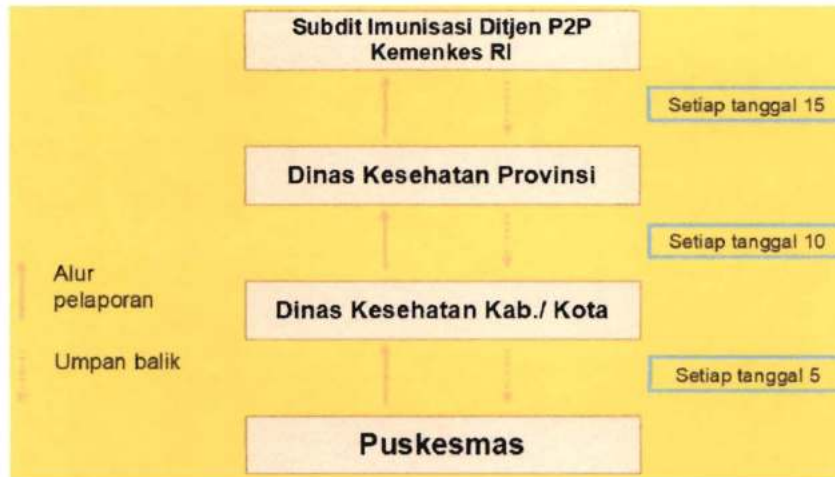 Subdit Imunisasi Ditjen P2P
Kemenkes RI
Setiap tanggal 15
Dinas Kesehatan Provinsi
Setiap tanggal 10
Alur
pelaporan
Dinas Kesehatan Kab./ Kota
Umpan balik
Setiap tanggal 5
Puskesmas